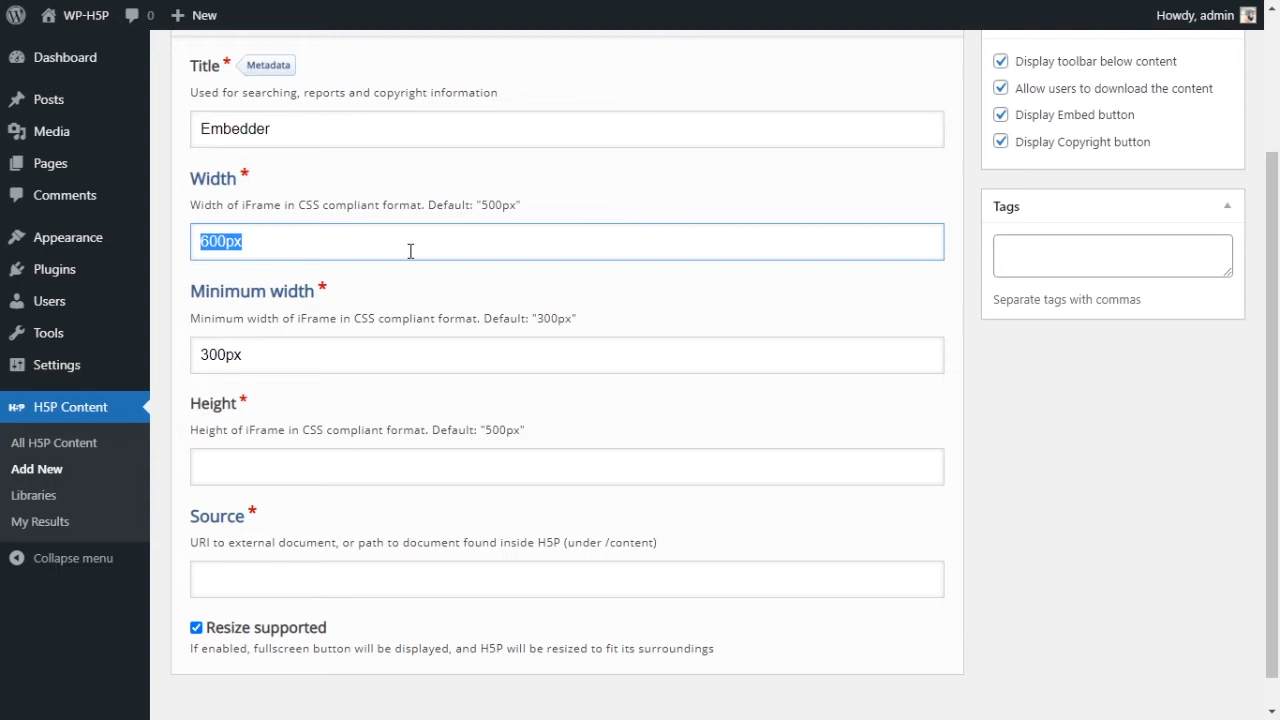 WP-H5P
0
New
Howdy, admin
Dashboard
Posts
Media
Pages
Comments
Appearance
Plugins
Users
Tools
Settings
H5P Content
All H5P Content
Add New
Libraries
My Results
Collapse menu
Title *
Metadata
Used for searching, reports and copyright information
Embedder
Width *
Width of iFrame in CSS compliant format. Default: "500px"
600px
Minimum width *
Minimum width of iFrame in CSS compliant format. Default: "300px"
300px
Height *
Height of iFrame in CSS compliant format. Default: "500px"
Source *
URI to external document, or path to document found inside H5P (under /content)
Resize supported
If enabled, fullscreen button will be displayed, and H5P will be resized to fit its surroundings
Display toolbar below content
Allow users to download the content
Display Embed button
Display Copyright button
Tags
Separate tags with commas